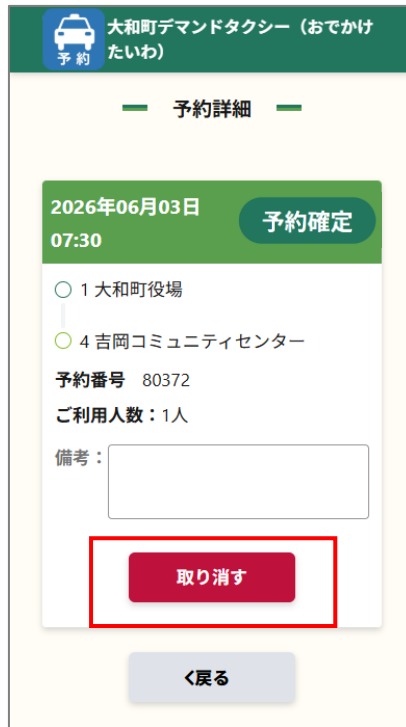 大和町デマンドタクシー（おでかけ
たいわ）
予約
予約詳細
2026年06月03日
07:30
予約確定
1 大和町役場
4 吉岡コミュニティセンター
予約番号 80372
ご利用人数：1人
備考：
取り消す
戻る